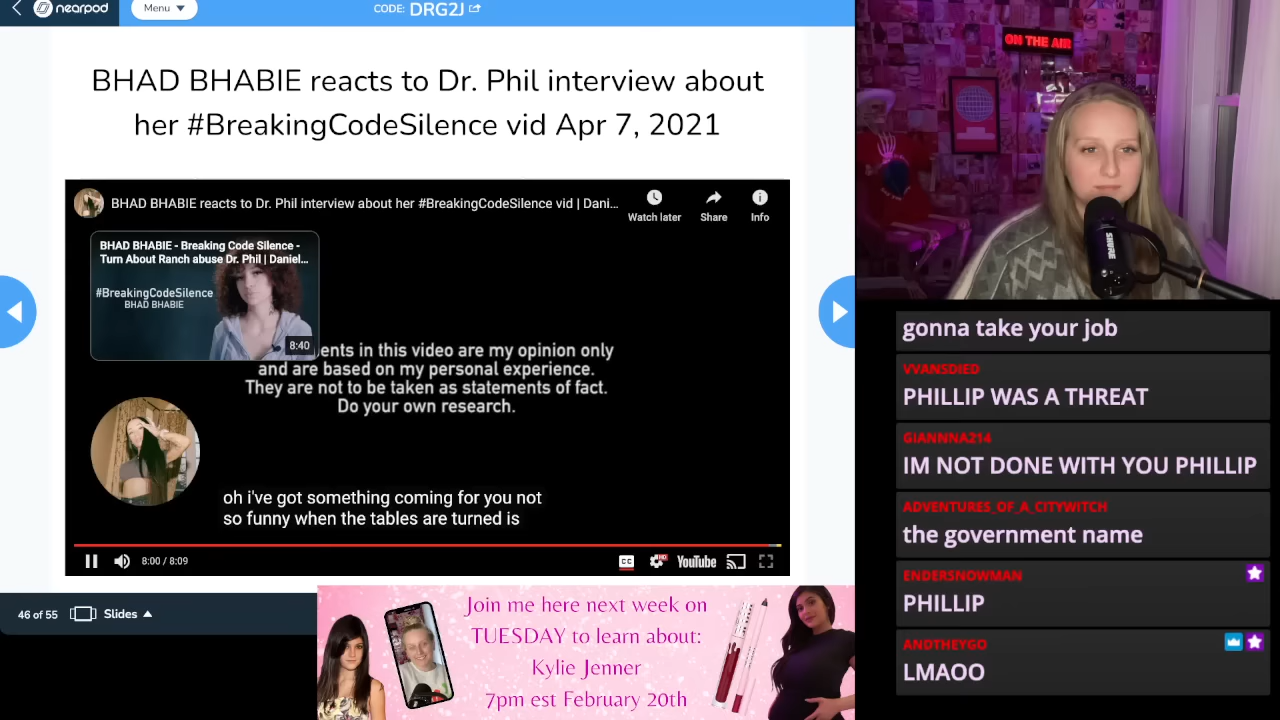 nearpod
Menu
CODE: DRG2J
BHAD BHABIE reacts to Dr. Phil interview about
her #BreakingCodeSilence vid Apr 7, 2021
BHAD BHABIE reacts to Dr. Phil interview about her #BreakingCodeSilence vid | Dani...
Watch later
Share
Info
BHAD BHABIE - Breaking Code Silence -
Turn About Ranch abuse Dr. Phil | Daniel...
#BreakingCodeSilence
BHAD BHABIE
8:40
ents in this video are my opinion only
and are based on my personal experience.
They are not to be taken as statements of fact.
Do your own research.
oh i've got something coming for you not
so funny when the tables are turned is
8:00 / 8:09
CC
HD
YouTube
46 of 55
Slides
Join me here next week on
TUESDAY to learn about:
Kylie Jenner
7pm est February 20th
ON THE AIR
SHURE
gonna take your job
VVANSDIED
PHILLIP WAS A THREAT
GIANNNA214
IM NOT DONE WITH YOU PHILLIP
ADVENTURES_OF_A_CITYWITCH
the government name
ENDERSNOWMAN
PHILLIP
ANDTHEYGO
LMAOO